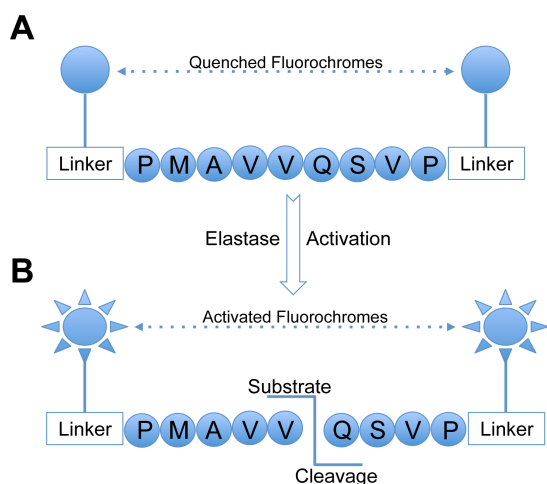 A
Quenched Fluorochromes
Linker P M A V V Q S V P Linker
Elastase Activation
B
Activated Fluorochromes
Substrate
Linker P M A V V Q S V P Linker
Cleavage